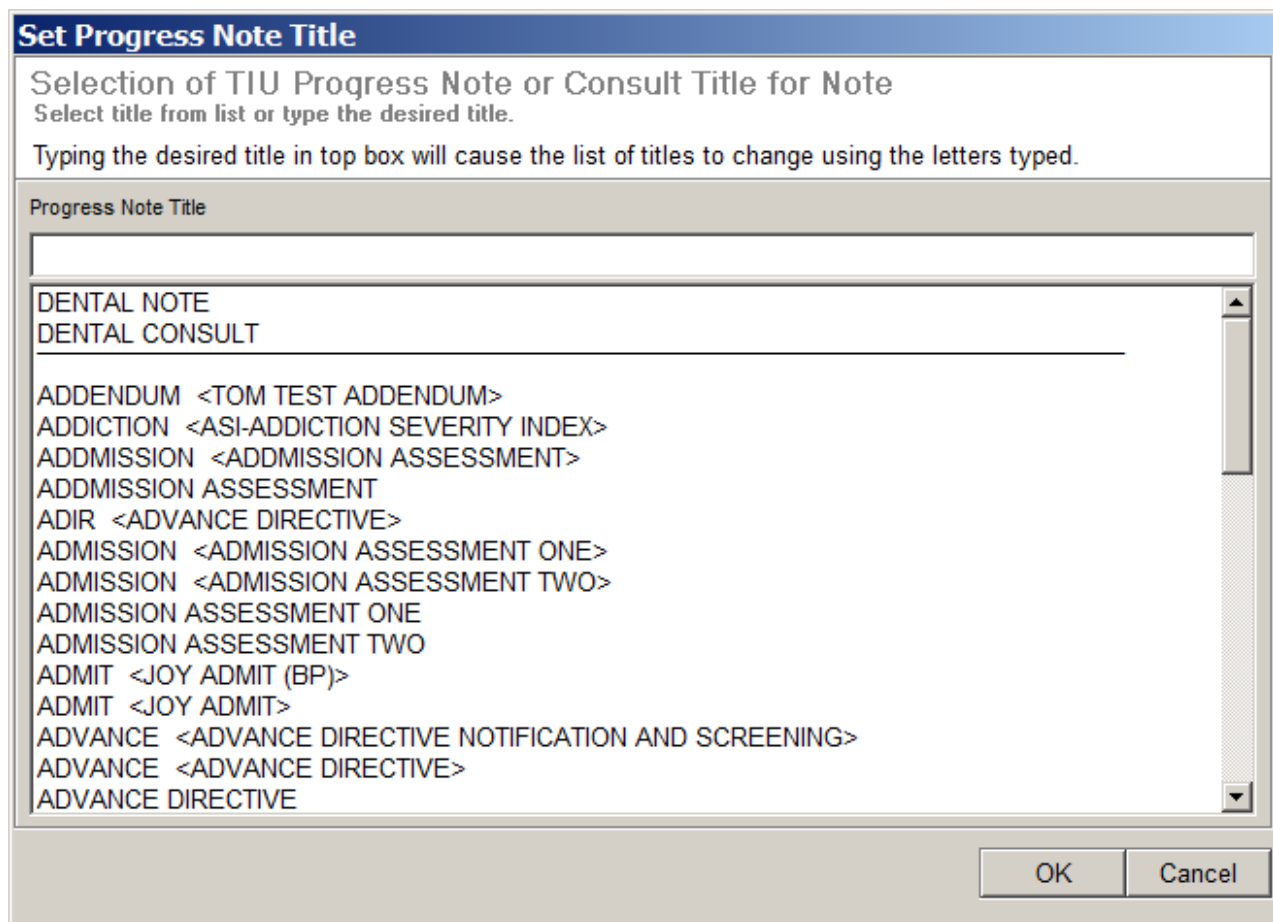 Set Progress Note Title
Selection of TIU Progress Note or Consult Title for Note
Select title from list or type the desired title.
Typing the desired title in top box will cause the list of titles to change using the letters typed.
Progress Note Title
DENTAL NOTE
DENTAL CONSULT
ADDENDUM <TOM TEST ADDENDUM>
ADDICTION <ASI-ADDICTION SEVERITY INDEX>
ADDMISSION <ADDMISSION ASSESSMENT>
ADDMISSION ASSESSMENT
ADIR <ADVANCE DIRECTIVE>
ADMISSION <ADMISSION ASSESSMENT ONE>
ADMISSION <ADMISSION ASSESSMENT TWO>
ADMISSION ASSESSMENT ONE
ADMISSION ASSESSMENT TWO
ADMIT <JOY ADMIT (BP)>
ADMIT <JOY ADMIT>
ADVANCE <ADVANCE DIRECTIVE NOTIFICATION AND SCREENING>
ADVANCE <ADVANCE DIRECTIVE>
ADVANCE DIRECTIVE
OK Cancel